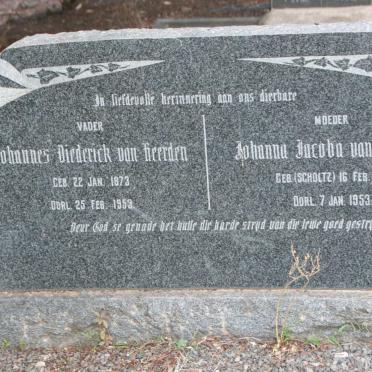 In liefdevolle herinnering aan ons dierbare
VADER
ohannes Diederick van Heerden
GEB. 22 JAN. 1873
OORL. 25 FEB. 1953
MOEDER
Johanna Jacoba van
GEB (SCHOLTZ) 16 FEB.
OORL. 7 JAN. 1953
Deur God se genade het hulle die harde stryd van die lewe goed gestr